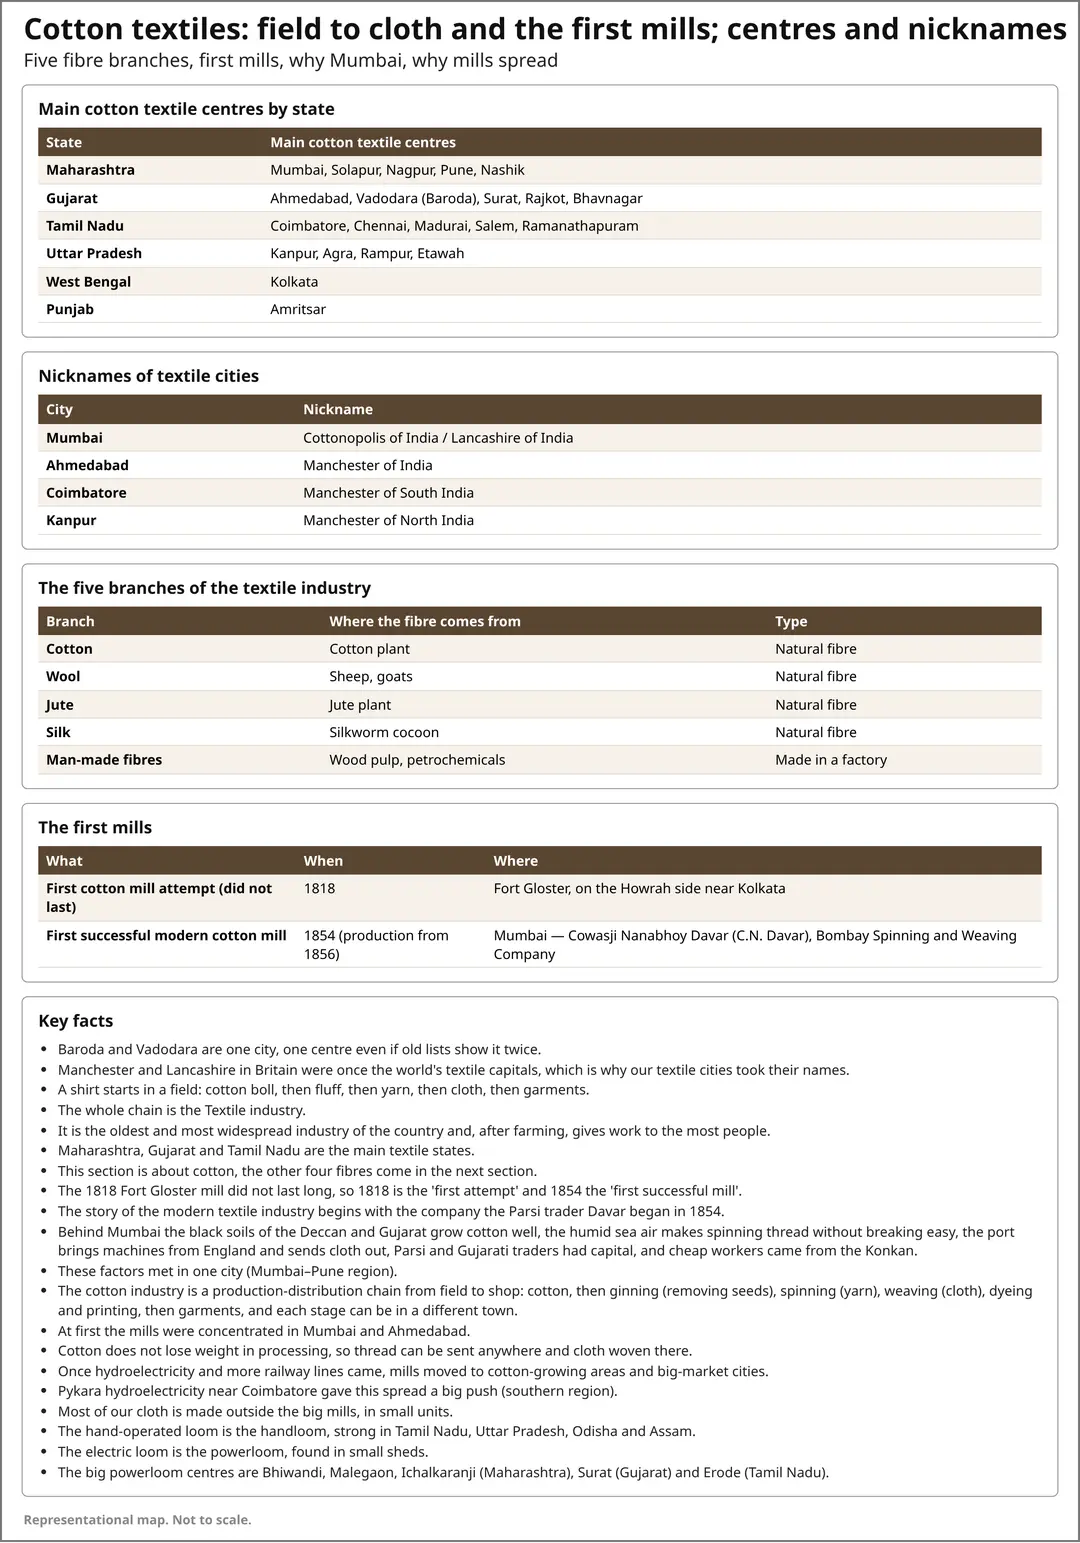 Cotton textiles: field to cloth and the first mills; centres and nicknames
Five fibre branches, first mills, why Mumbai, why mills spread
Main cotton textile centres by state
State Main cotton textile centres
Maharashtra Mumbai, Solapur, Nagpur, Pune, Nashik
Gujarat Ahmedabad, Vadodara (Baroda), Surat, Rajkot, Bhavnagar
Tamil Nadu Coimbatore, Chennai, Madurai, Salem, Ramanathapuram
Uttar Pradesh Kanpur, Agra, Rampur, Etawah
West Bengal Kolkata
Punjab Amritsar
Nicknames of textile cities
City Nickname
Mumbai Cottonopolis of India / Lancashire of India
Ahmedabad Manchester of India
Coimbatore Manchester of South India
Kanpur Manchester of North India
The five branches of the textile industry
Branch Where the fibre comes from Type
Cotton Cotton plant Natural fibre
Wool Sheep, goats Natural fibre
Jute Jute plant Natural fibre
Silk Silkworm cocoon Natural fibre
Man-made fibres Wood pulp, petrochemicals Made in a factory
The first mills
What When Where
First cotton mill attempt (did not last) 1818 Fort Gloster, on the Howrah side near Kolkata
First successful modern cotton mill 1854 (production from 1856) Mumbai — Cowasji Nanabhoy Davar (C.N. Davar), Bombay Spinning and Weaving Company
Key facts
• Baroda and Vadodara are one city, one centre even if old lists show it twice.
• Manchester and Lancashire in Britain were once the world's textile capitals, which is why our textile cities took their names.
• A shirt starts in a field: cotton boll, then fluff, then yarn, then cloth, then garments.
• The whole chain is the Textile industry.
• It is the oldest and most widespread industry of the country and, after farming, gives work to the most people.
• Maharashtra, Gujarat and Tamil Nadu are the main textile states.
• This section is about cotton, the other four fibres come in the next section.
• The 1818 Fort Gloster mill did not last long, so 1818 is the 'first attempt' and 1854 the 'first successful mill'.
• The story of the modern textile industry begins with the company the Parsi trader Davar began in 1854.
• Behind Mumbai the black soils of the Deccan and Gujarat grow cotton well, the humid sea air makes spinning thread without breaking easy, the port
brings machines from England and sends cloth out, Parsi and Gujarati traders had capital, and cheap workers came from the Konkan.
• These factors met in one city (Mumbai–Pune region).
• The cotton industry is a production-distribution chain from field to shop: cotton, then ginning (removing seeds), spinning (yarn), weaving (cloth), dyeing
and printing, then garments, and each stage can be in a different town.
• At first the mills were concentrated in Mumbai and Ahmedabad.
• Cotton does not lose weight in processing, so thread can be sent anywhere and cloth woven there.
• Once hydroelectricity and more railway lines came, mills moved to cotton-growing areas and big-market cities.
• Pykara hydroelectricity near Coimbatore gave this spread a big push (southern region).
• Most of our cloth is made outside the big mills, in small units.
• The hand-operated loom is the handloom, strong in Tamil Nadu, Uttar Pradesh, Odisha and Assam.
• The electric loom is the powerloom, found in small sheds.
• The big powerloom centres are Bhiwandi, Malegaon, Ichalkaranji (Maharashtra), Surat (Gujarat) and Erode (Tamil Nadu).
Representational map. Not to scale.